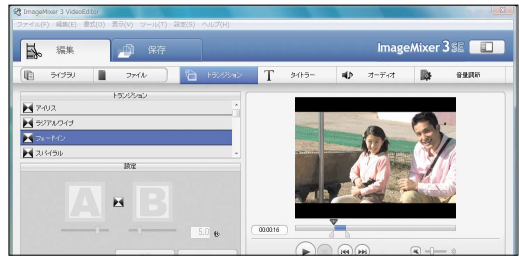 ImageMixer 3 VideoEditor
ファイル(F) 編集(E) 書式(O) 表示(V) ツール(T) 設定(S) ヘルプ(H)
編集 保存 ImageMixer 3 SE
ライブラリ ファイル トランジション T タイトラー オーディオ 音量調節
トランジション
アイリス
ラジアルワイプ
フェードイン
スパイラル
設定
A B
5.0 秒
000016